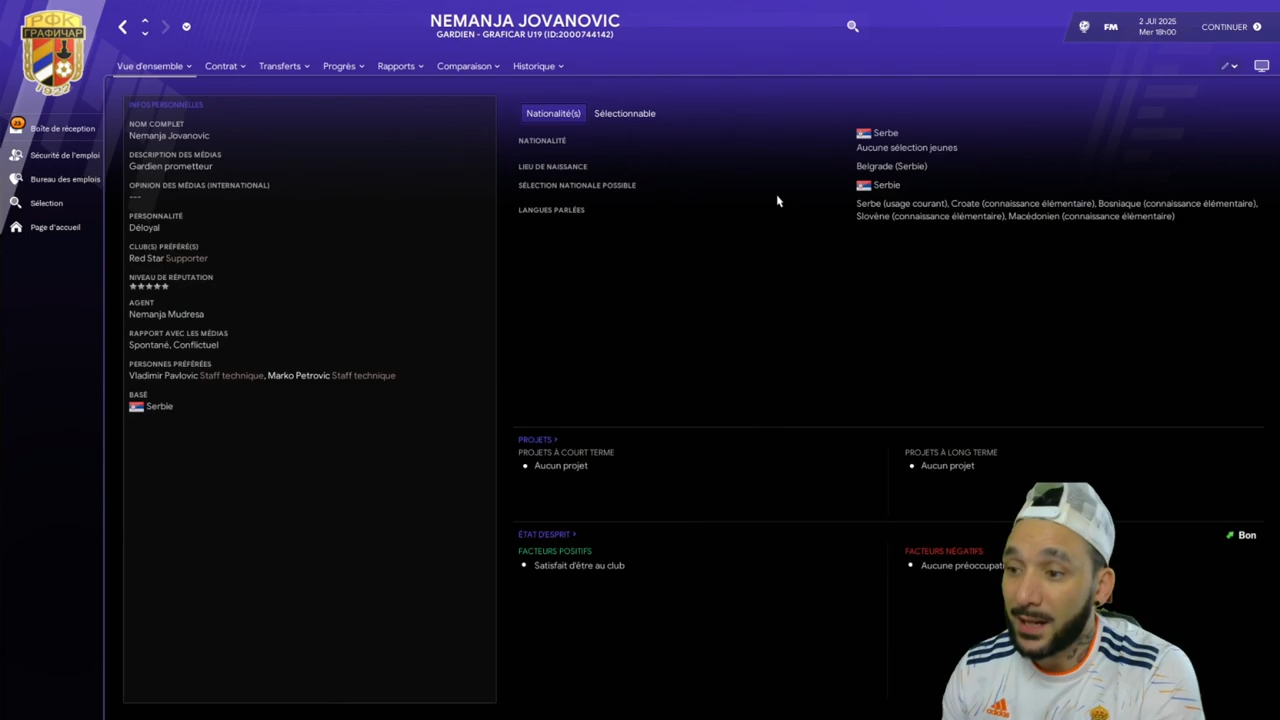 NEMANJA JOVANOVIC
GARDIEN - GRAFICAR U19 (ID:2000744142)
РФК
ГРАФИЧАР
1922
FM
2 JUI 2025
Mer 18h00
CONTINUER
Vue d'ensemble
Contrat
Transferts
Progrès
Rapports
Comparaison
Historique
23
Boîte de réception
Sécurité de l'emploi
Bureau des emplois
Sélection
Page d'accueil
INFOS PERSONNELLES
NOM COMPLET
Nemanja Jovanovic
DESCRIPTION DES MÉDIAS
Gardien prometteur
OPINION DES MÉDIAS (INTERNATIONAL)
---
PERSONNALITÉ
Déloyal
CLUB(S) PRÉFÉRÉ(S)
Red Star Supporter
NIVEAU DE RÉPUTATION
AGENT
Nemanja Mudresa
RAPPORT AVEC LES MÉDIAS
Spontané, Conflictuel
PERSONNES PRÉFÉRÉES
Vladimir Pavlovic Staff technique, Marko Petrovic Staff technique
BASÉ
Serbie
Nationalité(s)
Sélectionnable
NATIONALITÉ
Serbe
Aucune sélection jeunes
LIEU DE NAISSANCE
Belgrade (Serbie)
SÉLECTION NATIONALE POSSIBLE
Serbie
LANGUES PARLÉES
Serbe (usage courant), Croate (connaissance élémentaire), Bosniaque (connaissance élémentaire),
Slovène (connaissance élémentaire), Macédonien (connaissance élémentaire)
PROJETS >
PROJETS À COURT TERME
Aucun projet
PROJETS À LONG TERME
Aucun projet
ÉTAT D'ESPRIT >
Bon
FACTEURS POSITIFS
Satisfait d'être au club
FACTEURS NÉGATIFS
Aucune préoccupat
adidas